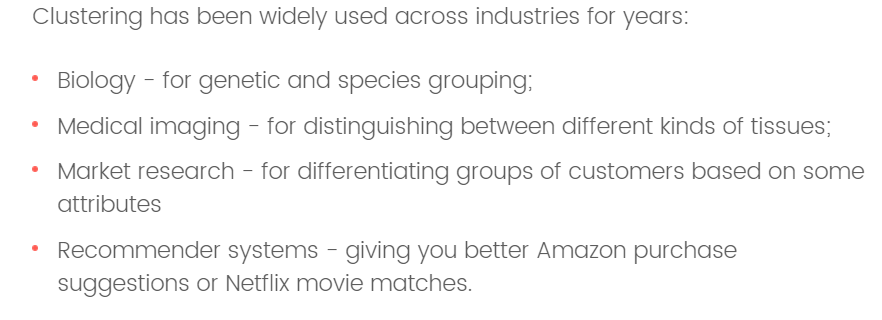 Clustering has been widely used across industries for years:
• Biology - for genetic and species grouping;
• Medical imaging - for distinguishing between different kinds of tissues;
• Market research - for differentiating groups of customers based on some
attributes
• Recommender systems - giving you better Amazon purchase
suggestions or Netflix movie matches.